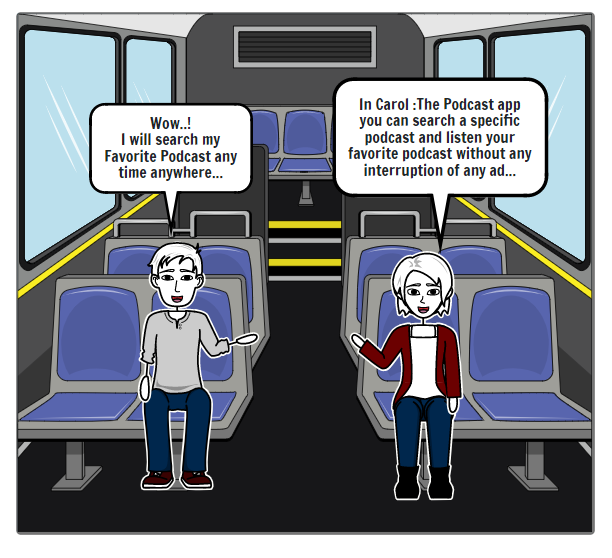 Wow..!
I will search my
Favorite Podcast any
time anywhere...
In Carol :The Podcast app
you can search a specific
podcast and listen your
favorite podcast without any
interruption of any ad...